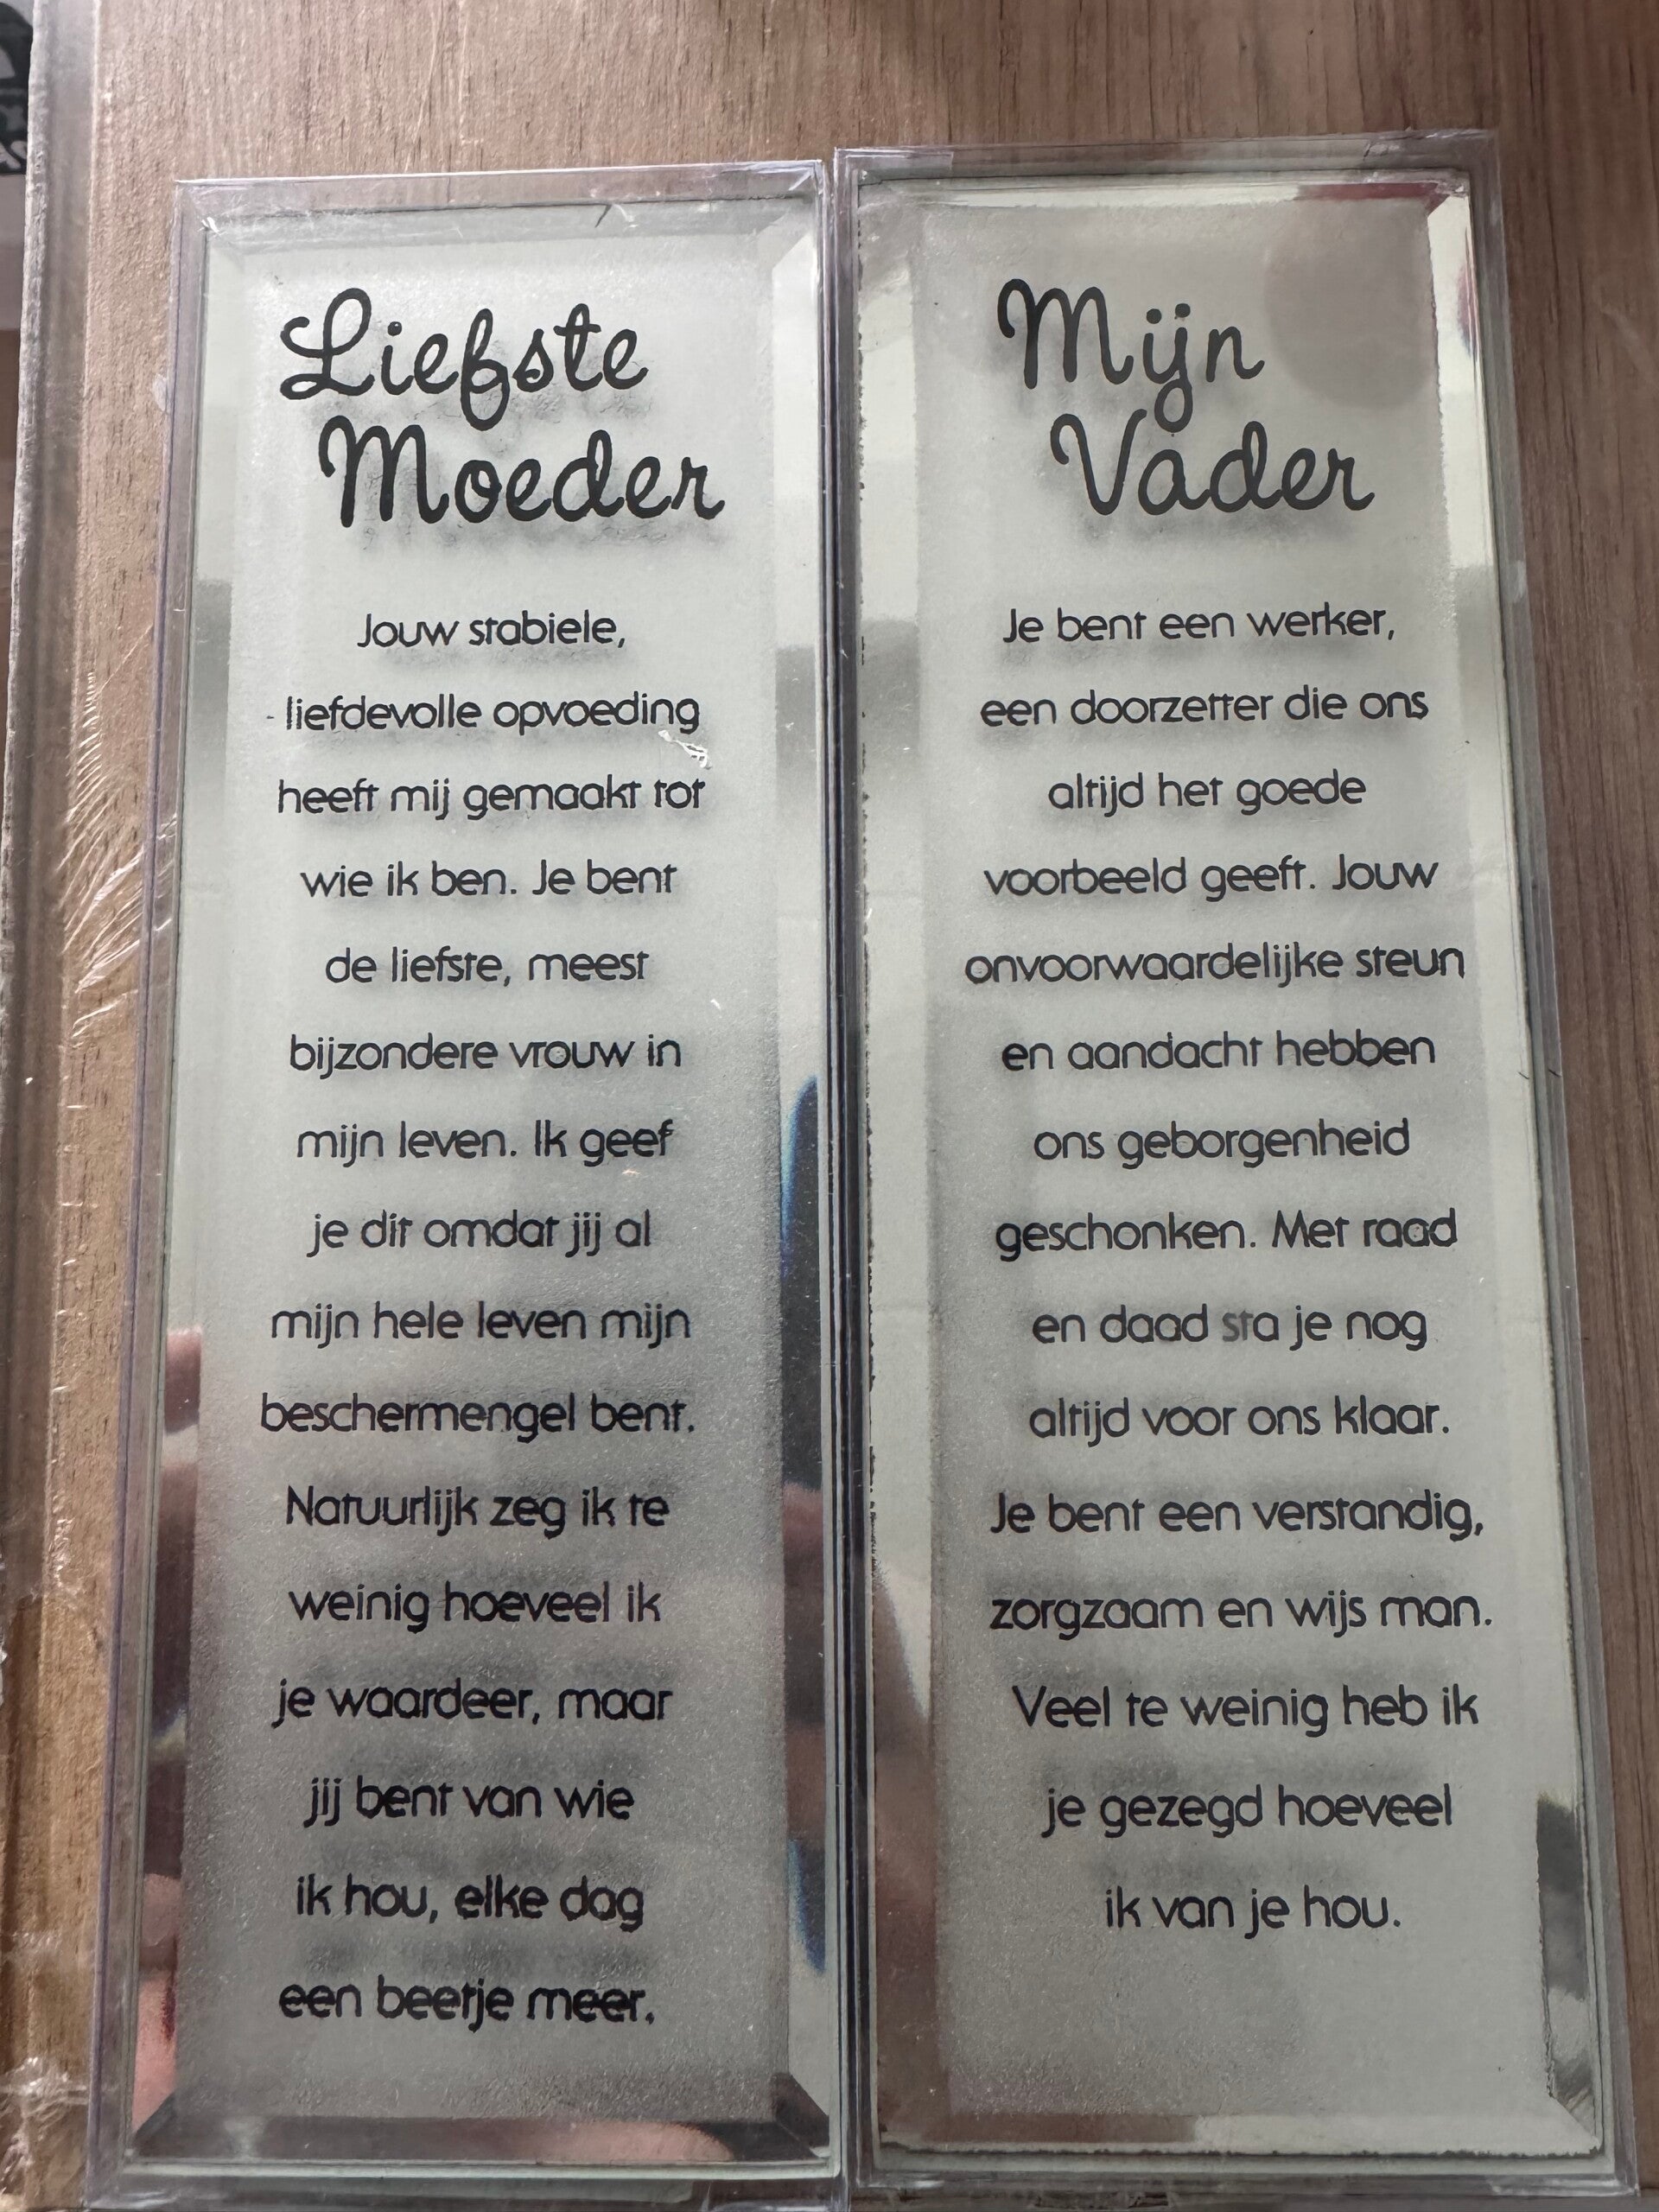 Liefste
Moeder
Jouw stabiele,
liefdevolle opvoeding
heeft mij gemaakt tot
wie ik ben. Je bent
de liefste, meest
bijzondere vrouw in
mijn leven. Ik geef
je dit omdat jij al
mijn hele leven mijn
beschermengel bent.
Natuurlijk zeg ik te
weinig hoeveel ik
je waardeer, maar
jij bent van wie
ik hou, elke dag
een beetje meer.
Mijn
Vader
Je bent een werker,
een doorzetter die ons
altijd het goede
voorbeeld geeft. Jouw
onvoorwaardelijke steun
en aandacht hebben
ons geborgenheid
geschonken. Met raad
en daad sta je nog
altijd voor ons klaar.
Je bent een verstandig,
zorgzaam en wijs man.
Veel te weinig heb ik
je gezegd hoeveel
ik van je hou.